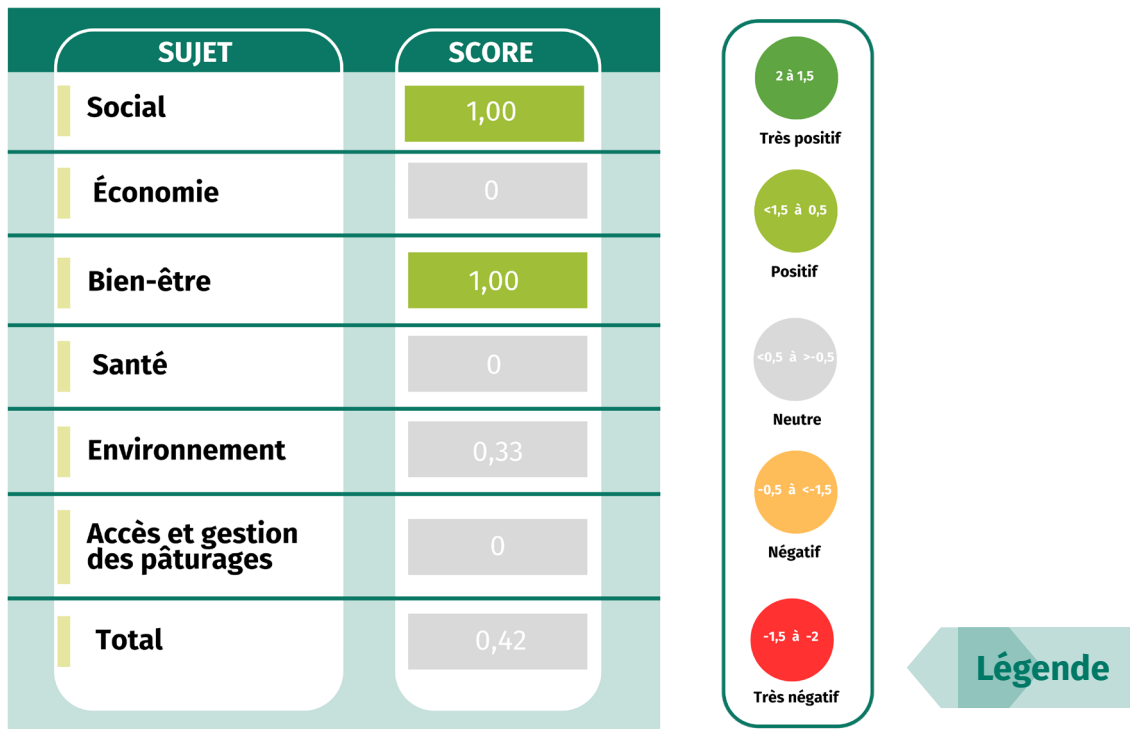 SUJET SCORE
Social 1,00
Économie 0
Bien-être 1,00
Santé 0
Environnement 0,33
Accès et gestion
des pâturages 0
Total 0,42
2 à 1,5
Très positif
<1,5 à 0,5
Positif
<0,5 à >-0,5
Neutre
-0,5 à <-1,5
Négatif
-1,5 à -2
Très négatif
Légende